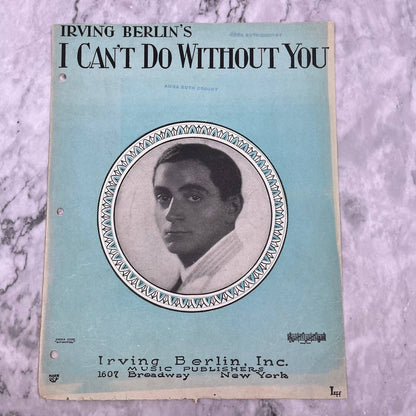 IRVING BERLIN'S
I CAN'T DO WITHOUT YOU
Irving Berlin, Inc.
MUSIC PUBLISHERS
1607 Broadway New York